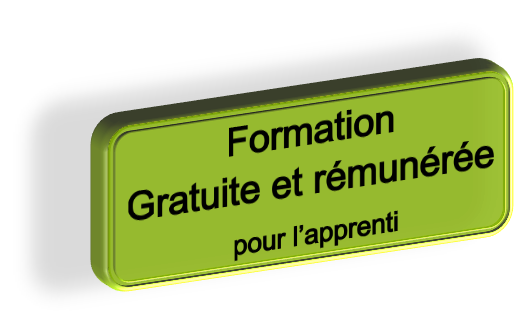 Formation
Gratuite et rémunérée
pour l’apprenti